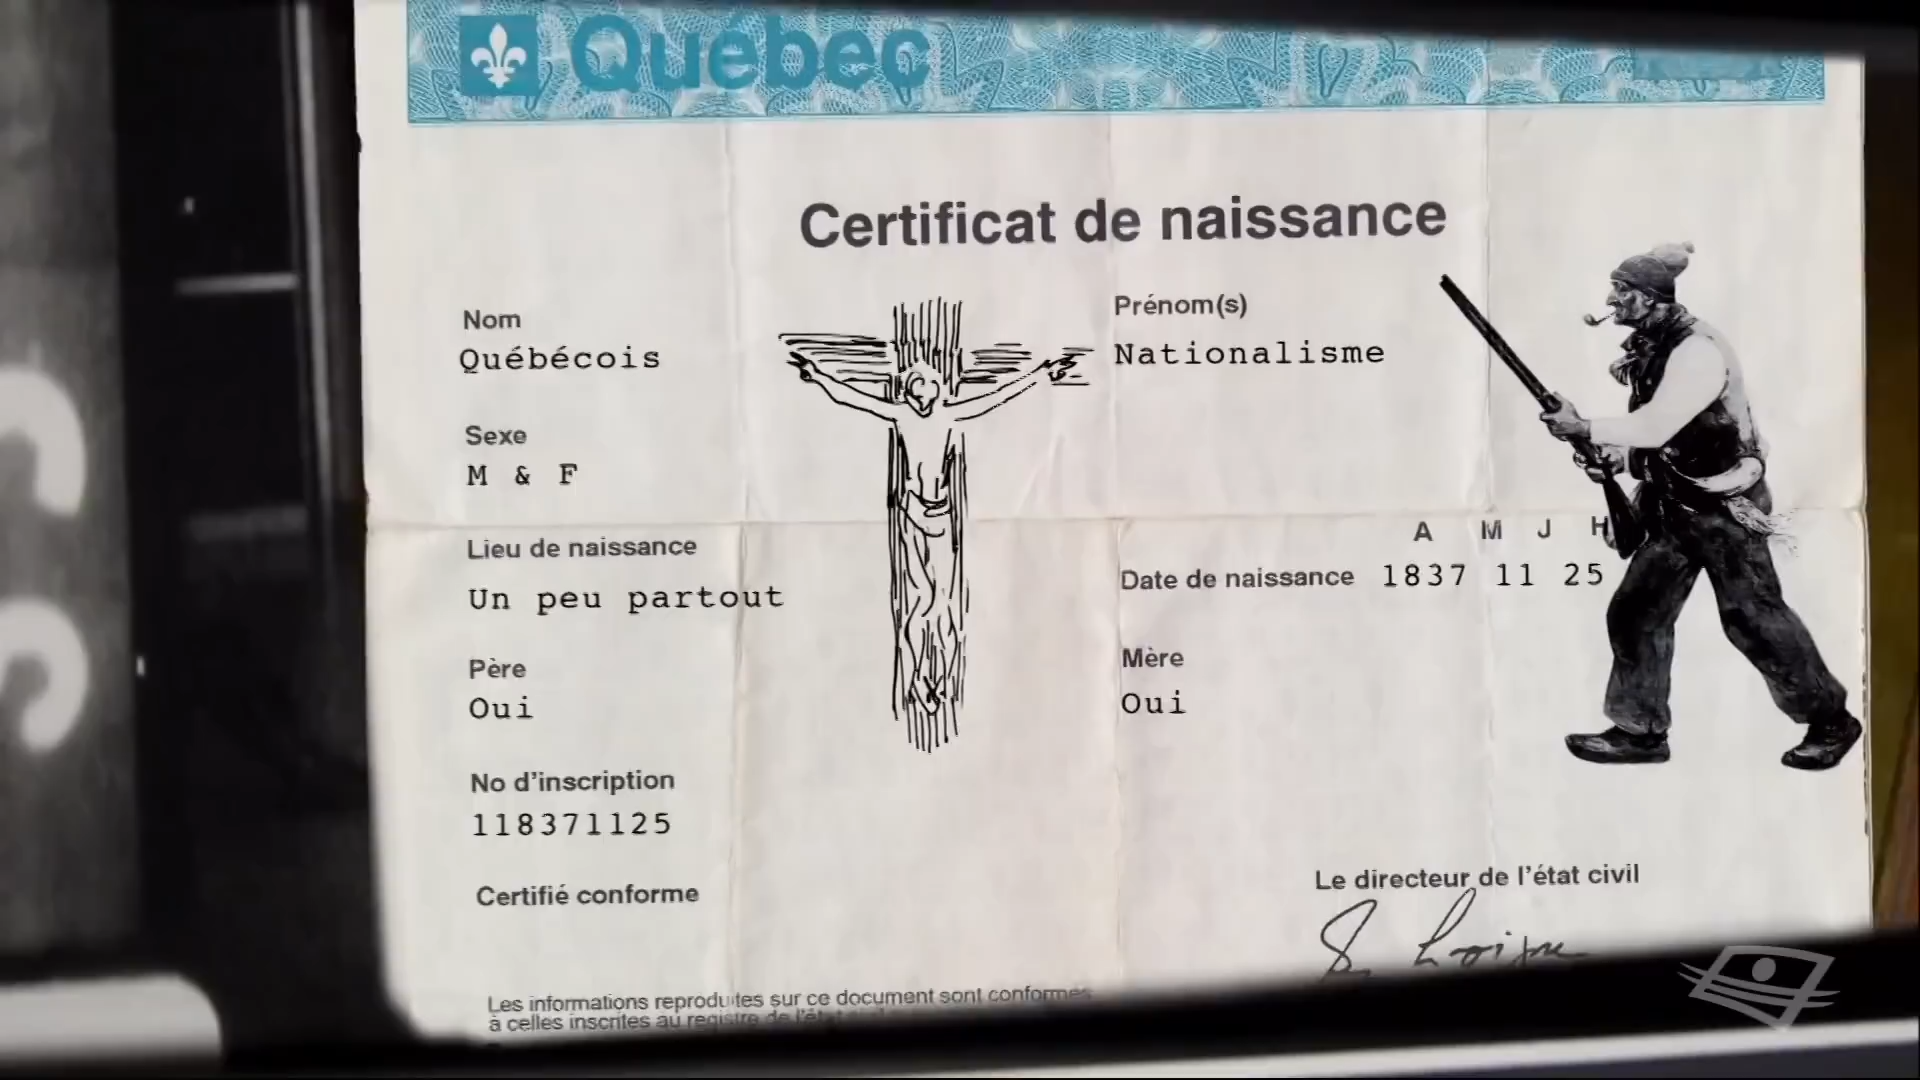 Québec
Certificat de naissance
Nom
Québécois
Prénom(s)
Nationalisme
Sexe
M & F
Lieu de naissance
Un peu partout
A M J H
Date de naissance 1837 11 25
Père
Oui
Mère
Oui
No d'inscription
118371125
Certifié conforme
Le directeur de l'état civil
Les informations reproduites sur ce document sont conformes
à celles inscrites au registre de l'état